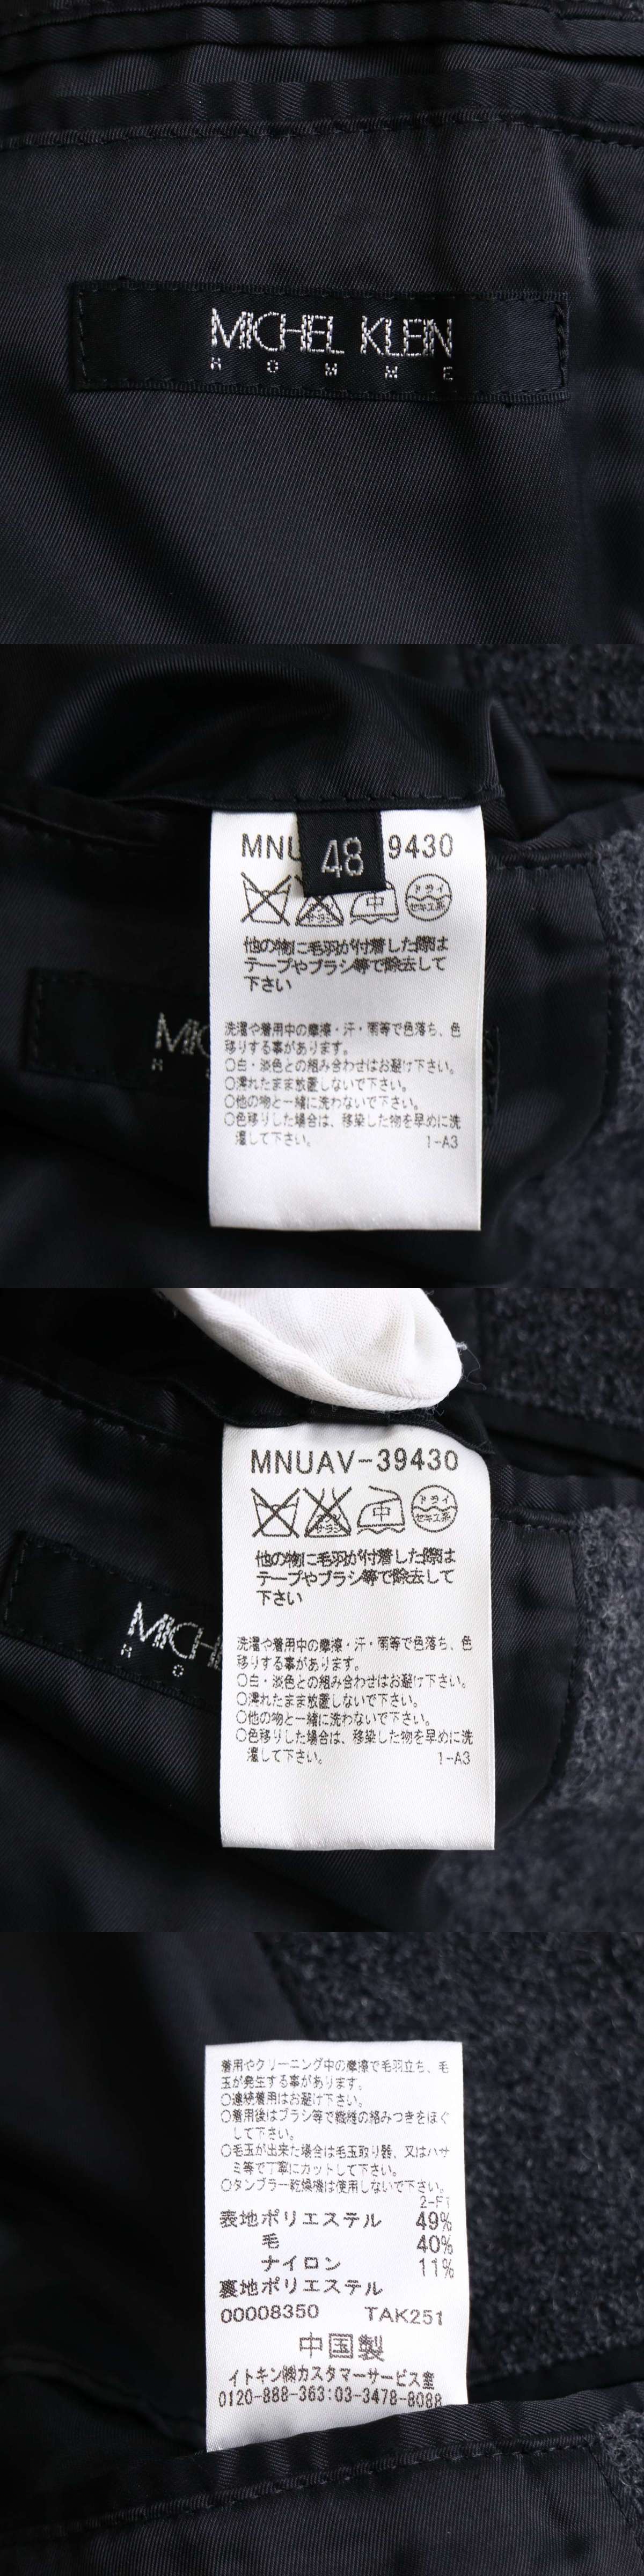 MICHEL KLEIN
HOMME
MNU 9430
48
サラシ
中
ドライ
セキユ系
他の物に毛羽が付着した際は
テープやブラシ等で除去して
下さい
洗濯や着用中の摩擦・汗・雨等で色落ち、色
移りする事があります。
○白・淡色との組み合わせはお避け下さい。
○濡れたまま放置しないで下さい。
○他の物と一緒に洗わないで下さい。
○色移りした場合は、移染した物を早めに洗
濯して下さい。 1-A3
MIC
H
MNUAV-39430
サラシ
中
ドライ
セキユ系
他の物に毛羽が付着した際は
テープやブラシ等で除去して
下さい
MICH
H O
洗濯や着用中の摩擦・汗・雨等で色落ち、色
移りする事があります。
○白・淡色との組み合わせはお避け下さい。
○濡れたまま放置しないで下さい。
○他の物と一緒に洗わないで下さい。
○色移りした場合は、移染した物を早めに洗
濯して下さい。 1-A3
着用やクリーニング中の摩擦で毛羽立ち、毛
玉が発生する事があります。
○連続着用はお避け下さい。
○着用後はブラシ等で繊維の絡みつきをほぐ
して下さい。
○毛玉が出来た場合は毛玉取り器、又はハサ
ミ等で丁寧にカットして下さい。
○タンブラー乾燥機は使用しないで下さい。
2-F1
表地ポリエステル 49%
毛 40%
ナイロン 11%
裏地ポリエステル
00008350 TAK251
中国製
イトキン㈱カスタマーサービス室
0120-888-363:03-3478-8088